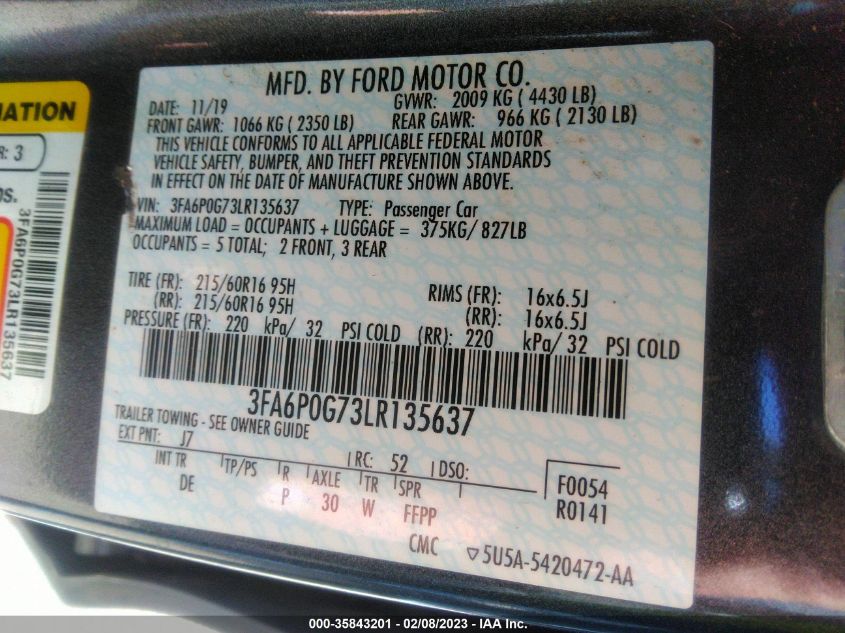 MFD. BY FORD MOTOR CO.
DATE: 11/19 GVWR: 2009 KG ( 4430 LB)
FRONT GAWR: 1066 KG ( 2350 LB) REAR GAWR: 966 KG ( 2130 LB)
THIS VEHICLE CONFORMS TO ALL APPLICABLE FEDERAL MOTOR
VEHICLE SAFETY, BUMPER, AND THEFT PREVENTION STANDARDS
IN EFFECT ON THE DATE OF MANUFACTURE SHOWN ABOVE.
VIN: 3FA6P0G73LR135637 TYPE: Passenger Car
MAXIMUM LOAD = OCCUPANTS + LUGGAGE = 375KG/ 827LB
OCCUPANTS = 5 TOTAL; 2 FRONT, 3 REAR
TIRE (FR): 215/60R16 95H RIMS (FR): 16x6.5J
(RR): 215/60R16 95H (RR): 16x6.5J
PRESSURE (FR): 220 kPa/ 32 PSI COLD (RR): 220 kPa/ 32 PSI COLD
3FA6P0G73LR135637
TRAILER TOWING - SEE OWNER GUIDE
EXT PNT: J7 RC: 52 DSO:
INT TR TP/PS R AXLE TR SPR F0054
DE P 30 W FFPP R0141
CMC ▽5U5A-5420472-AA
MATION
R: 3
3FA6P0G73LR135637
000-35843201 - 02/08/2023 - IAA Inc.